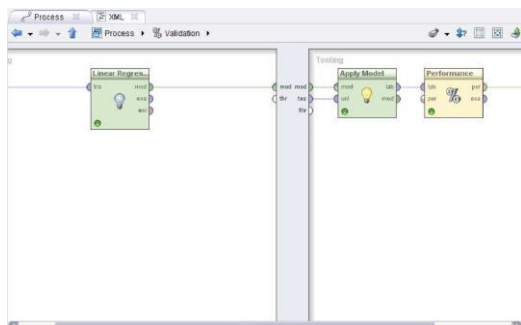 Process XML
Process Validation
g Testing
Linear Regres... Apply Model Performance
tra mod mod mod mod lab lab per
exa thr tes unl mod per exa
wei thr